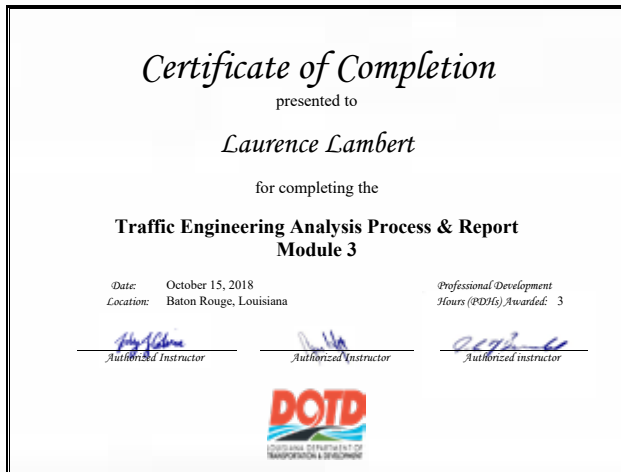 Certificate of Completion
presented to
Laurence Lambert
for completing the
Traffic Engineering Analysis Process & Report
Module 3
Date: October 15, 2018
Location: Baton Rouge, Louisiana
Professional Development
Hours (PDHs) Awarded: 3
Authorized Instructor
Authorized Instructor
Authorized instructor
DOTD
LOUISIANA DEPARTMENT OF
TRANSPORTATION & DEVELOPMENT